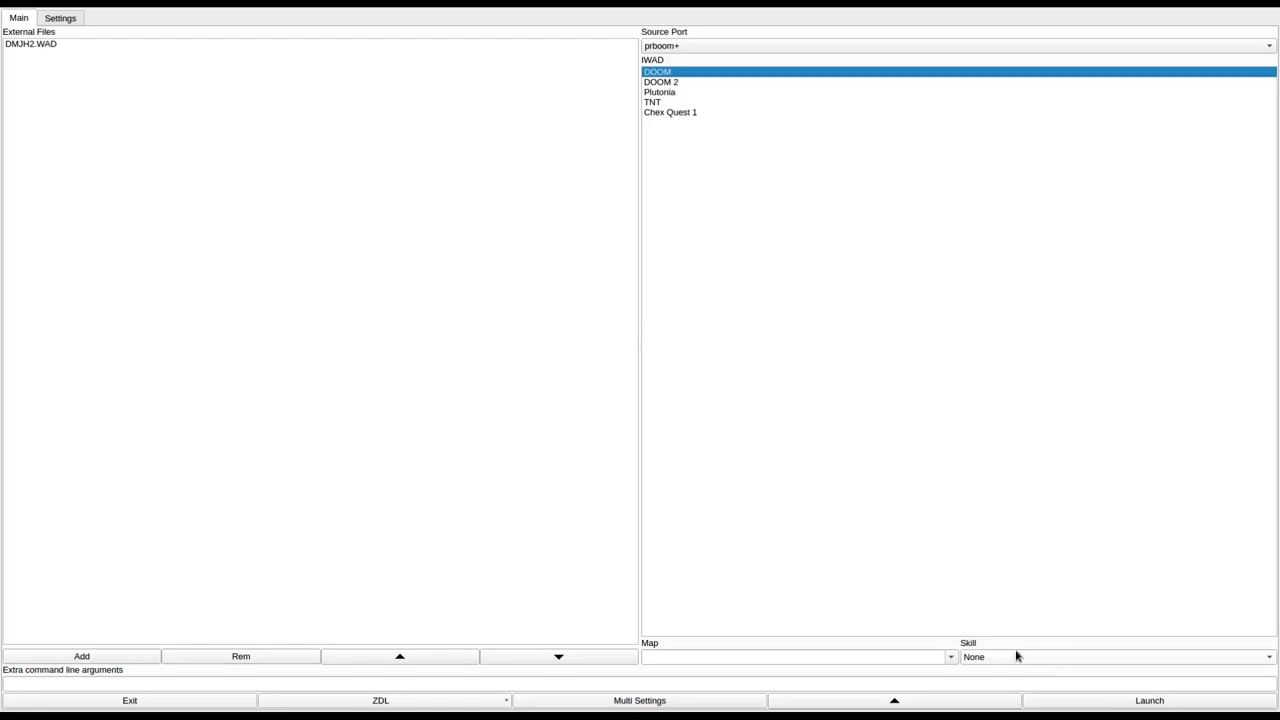 Main Settings
External Files
DMJH2.WAD
Source Port
prboom+
IWAD
DOOM
DOOM 2
Plutonia
TNT
Chex Quest 1
Add Rem
Map Skill
None
Extra command line arguments
Exit ZDL Multi Settings Launch